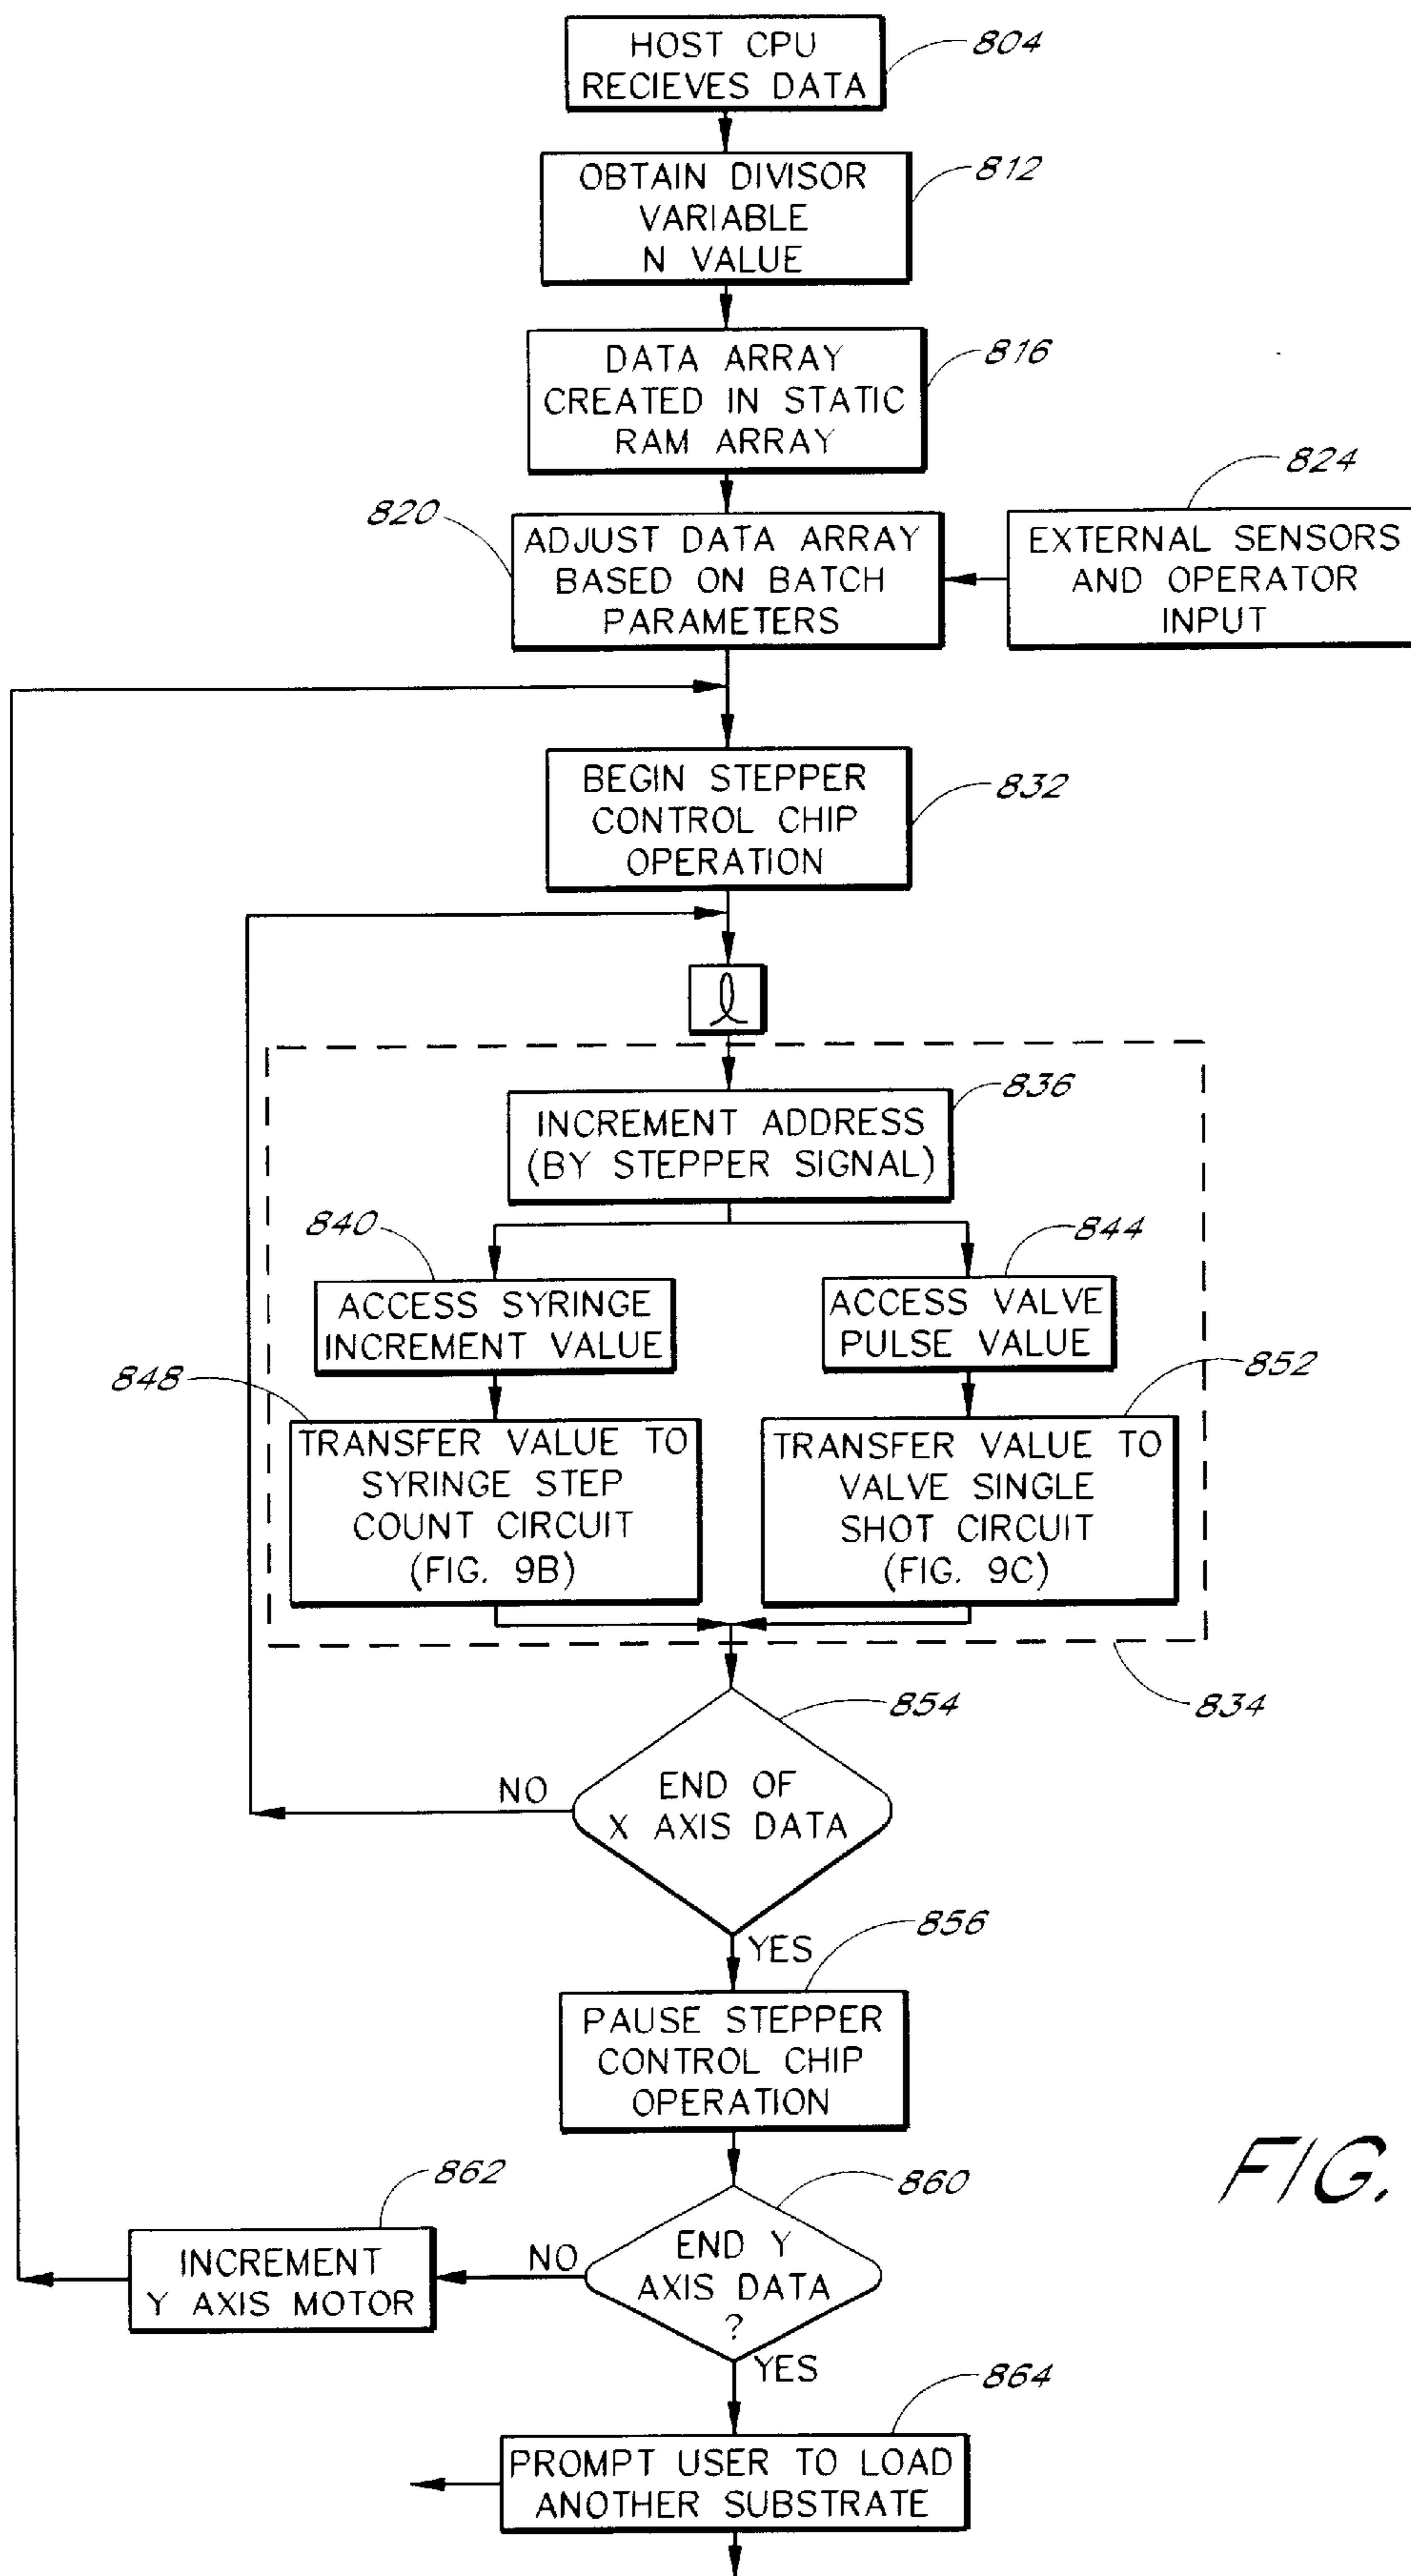 HOST CPU
RECIEVES DATA
804
OBTAIN DIVISOR
VARIABLE
N VALUE
812
DATA ARRAY
CREATED IN STATIC
RAM ARRAY
816
820
ADJUST DATA ARRAY
BASED ON BATCH
PARAMETERS
824
EXTERNAL SENSORS
AND OPERATOR
INPUT
BEGIN STEPPER
CONTROL CHIP
OPERATION
832
l
836
INCREMENT ADDRESS
(BY STEPPER SIGNAL)
840
ACCESS SYRINGE
INCREMENT VALUE
844
ACCESS VALVE
PULSE VALUE
848
TRANSFER VALUE TO
SYRINGE STEP
COUNT CIRCUIT
(FIG. 9B)
852
TRANSFER VALUE TO
VALVE SINGLE
SHOT CIRCUIT
(FIG. 9C)
834
854
END OF
X AXIS DATA
NO
YES
856
PAUSE STEPPER
CONTROL CHIP
OPERATION
860
END Y
AXIS DATA
?
NO
862
INCREMENT
Y AXIS MOTOR
YES
864
PROMPT USER TO LOAD
ANOTHER SUBSTRATE
FIG.